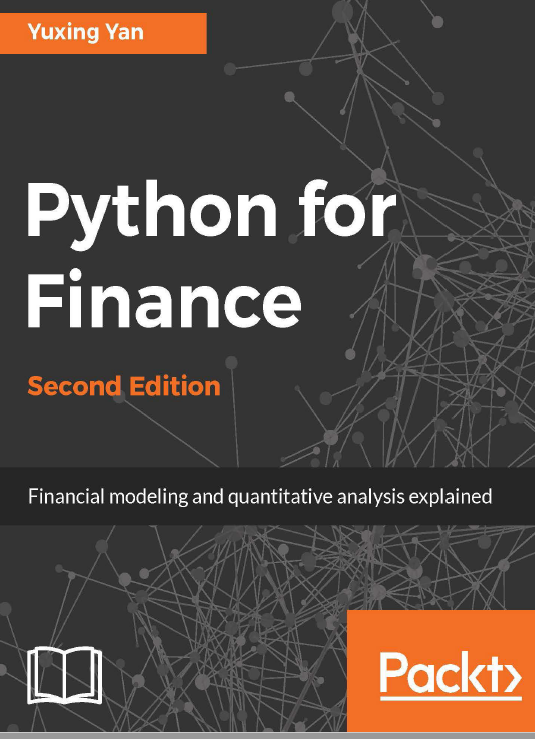 Yuxing Yan
Python for
Finance
Second Edition
Financial modeling and quantitative analysis explained
Packt>